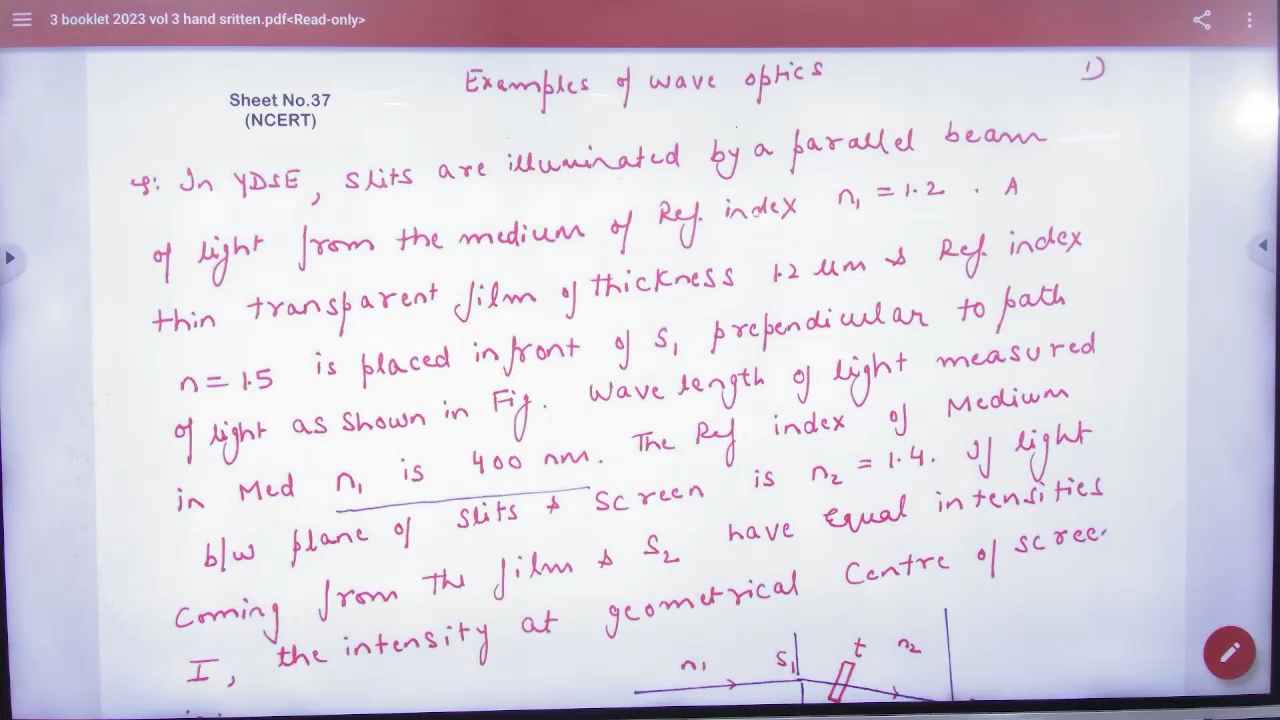 3 booklet 2023 vol 3 hand sritten.pdf<Read-only>
Examples of wave optics
1)
Sheet No.37
(NCERT)
Q: In YDSE, slits are illuminated by a parallel beam
of light from the medium of Ref. index n₁ = 1.2 . A
thin transparent film of thickness 1.2 um & Ref. index
n = 1.5 is placed infront of S₁ prependicular to path
of light as shown in Fig. Wave length of light measured
in Med n₁ is 400 nm. The Ref index of Medium
b/w plane of slits & screen is n₂ = 1.4. If light
coming from the film & S₂ have equal intensities
I, the intensity at geometrical centre of scree.
n₁ S₁ t n₂